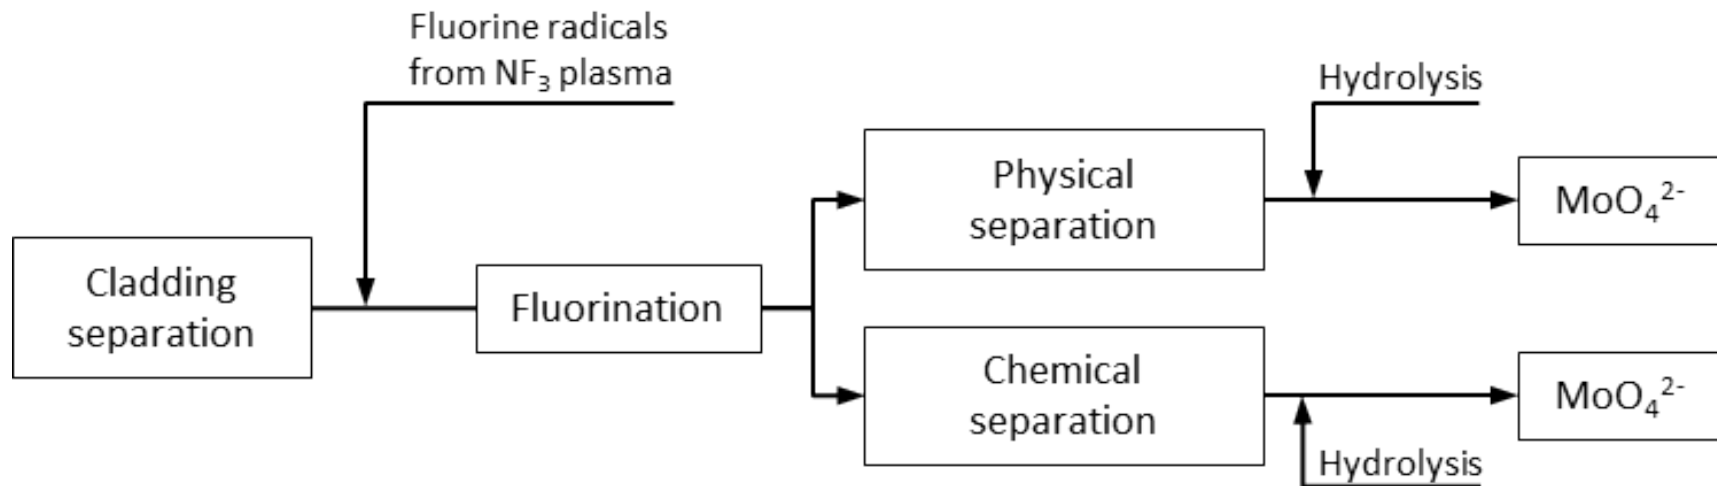 Fluorine radicals
from NF₃ plasma
Hydrolysis
Physical
separation
MoO₄²⁻
Cladding
separation
Fluorination
Chemical
separation
MoO₄²⁻
Hydrolysis